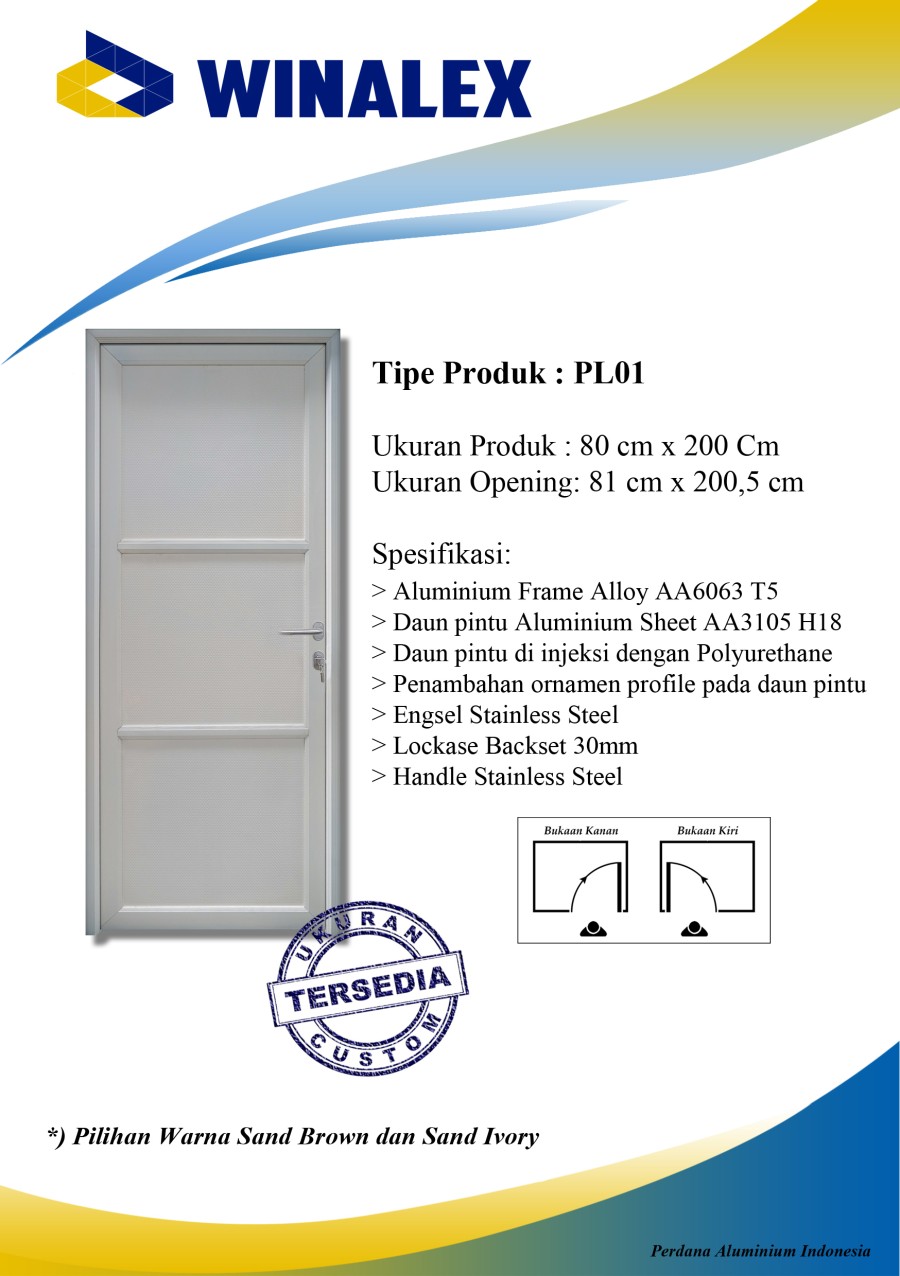 WINALEX
Tipe Produk : PL01
Ukuran Produk : 80 cm x 200 Cm
Ukuran Opening: 81 cm x 200,5 cm
Spesifikasi:
> Aluminium Frame Alloy AA6063 T5
> Daun pintu Aluminium Sheet AA3105 H18
> Daun pintu di injeksi dengan Polyurethane
> Penambahan ornamen profile pada daun pintu
> Engsel Stainless Steel
> Lockase Backset 30mm
> Handle Stainless Steel
Bukaan Kanan
Bukaan Kiri
UKURAN
TERSEDIA
CUSTOM
*) Pilihan Warna Sand Brown dan Sand Ivory
Perdana Aluminium Indonesia